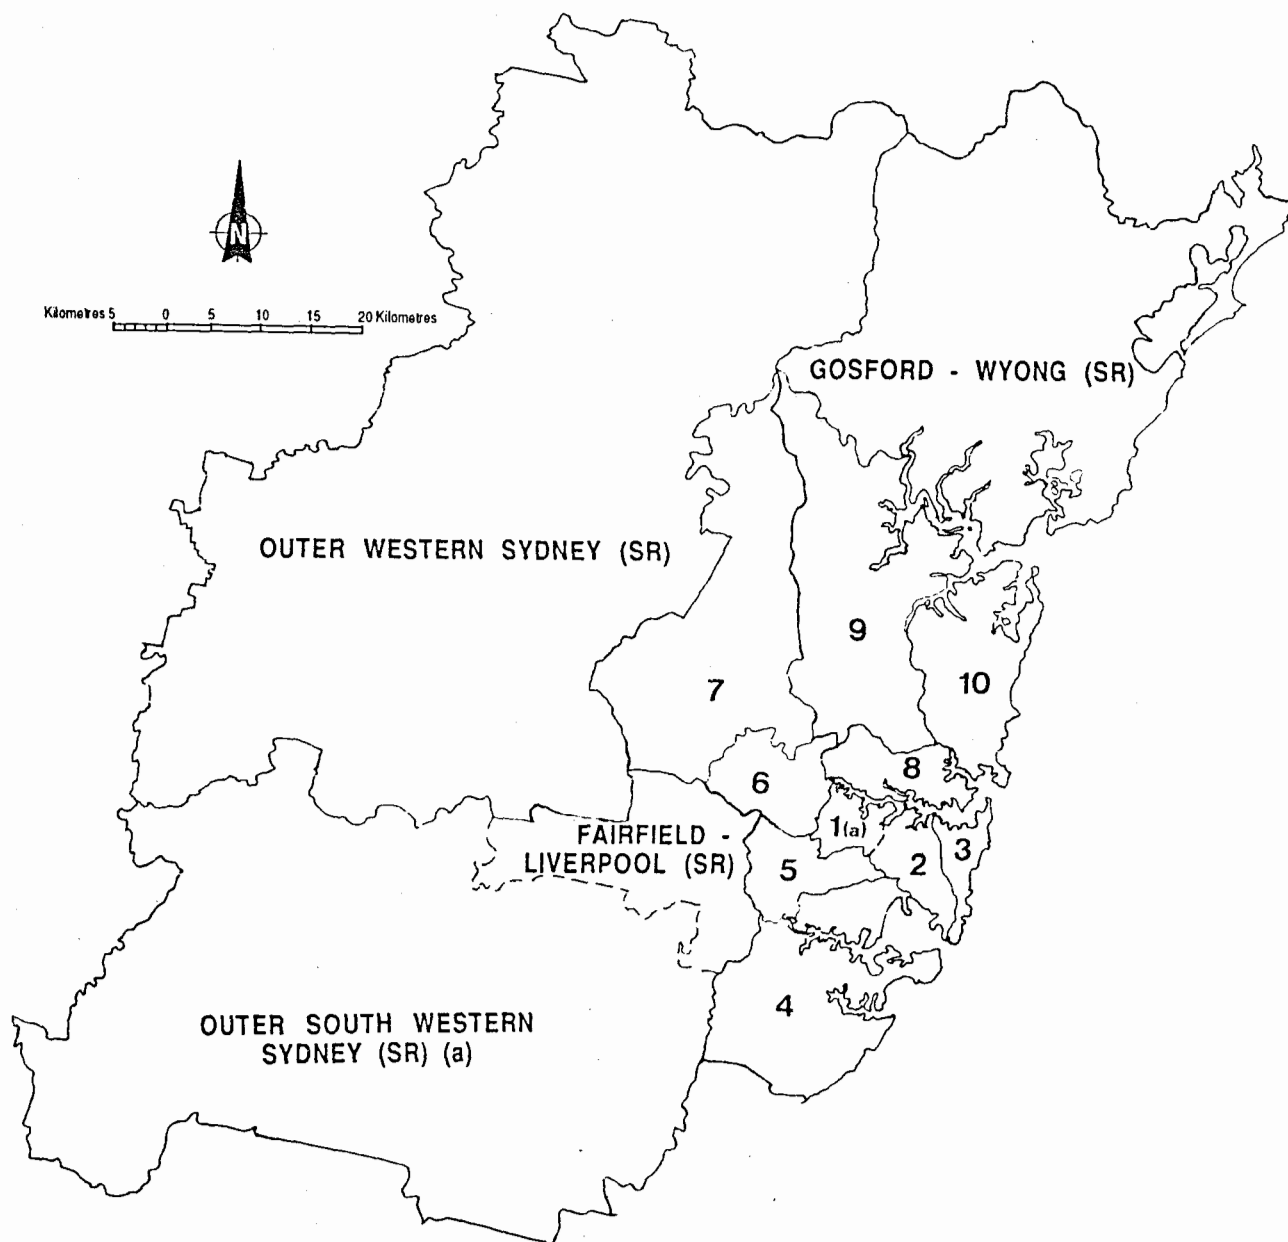 N
Kilometres 5 0 5 10 15 20 Kilometres
GOSFORD - WYONG (SR)
OUTER WESTERN SYDNEY (SR)
9
7
10
8
6
1(a)
FAIRFIELD -
LIVERPOOL (SR)
3
2
5
4
OUTER SOUTH WESTERN
SYDNEY (SR) (a)